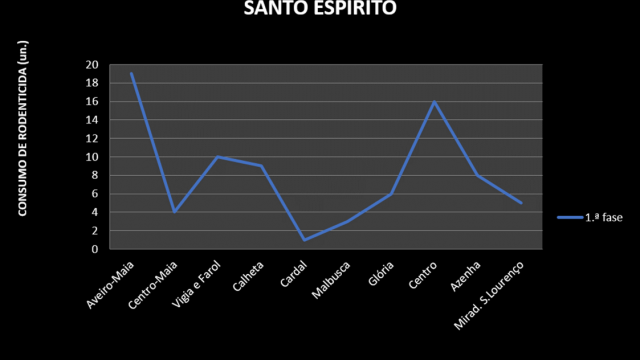 SANTO ESPÍRITO
CONSUMO DE RODENTICIDA (un.)
20
18
16
14
12
10
8
6
4
2
0
Aveiro-Maia
Centro-Maia
Vigia e Farol
Calheta
Cardal
Malbusca
Glória
Centro
Azenha
Mirad. S.Lourenço
1.ª fase